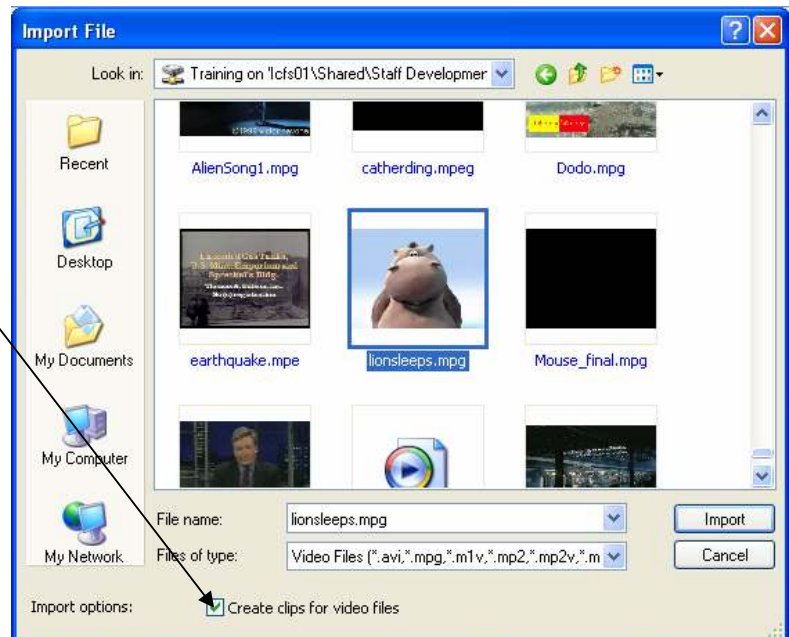 Import File
Look in: Training on 'lcfs01\Shared\Staff Developmer
Recent
Desktop
My Documents
My Computer
My Network
AlienSong1.mpg catherding.mpeg Dodo.mpg
earthquake.mpe lionsleeps.mpg Mouse_final.mpg
File name: lionsleeps.mpg Import
Files of type: Video Files (*.avi,*.mpg,*.m1v,*.mp2,*.mp2v,*.m Cancel
Import options: Create clips for video files